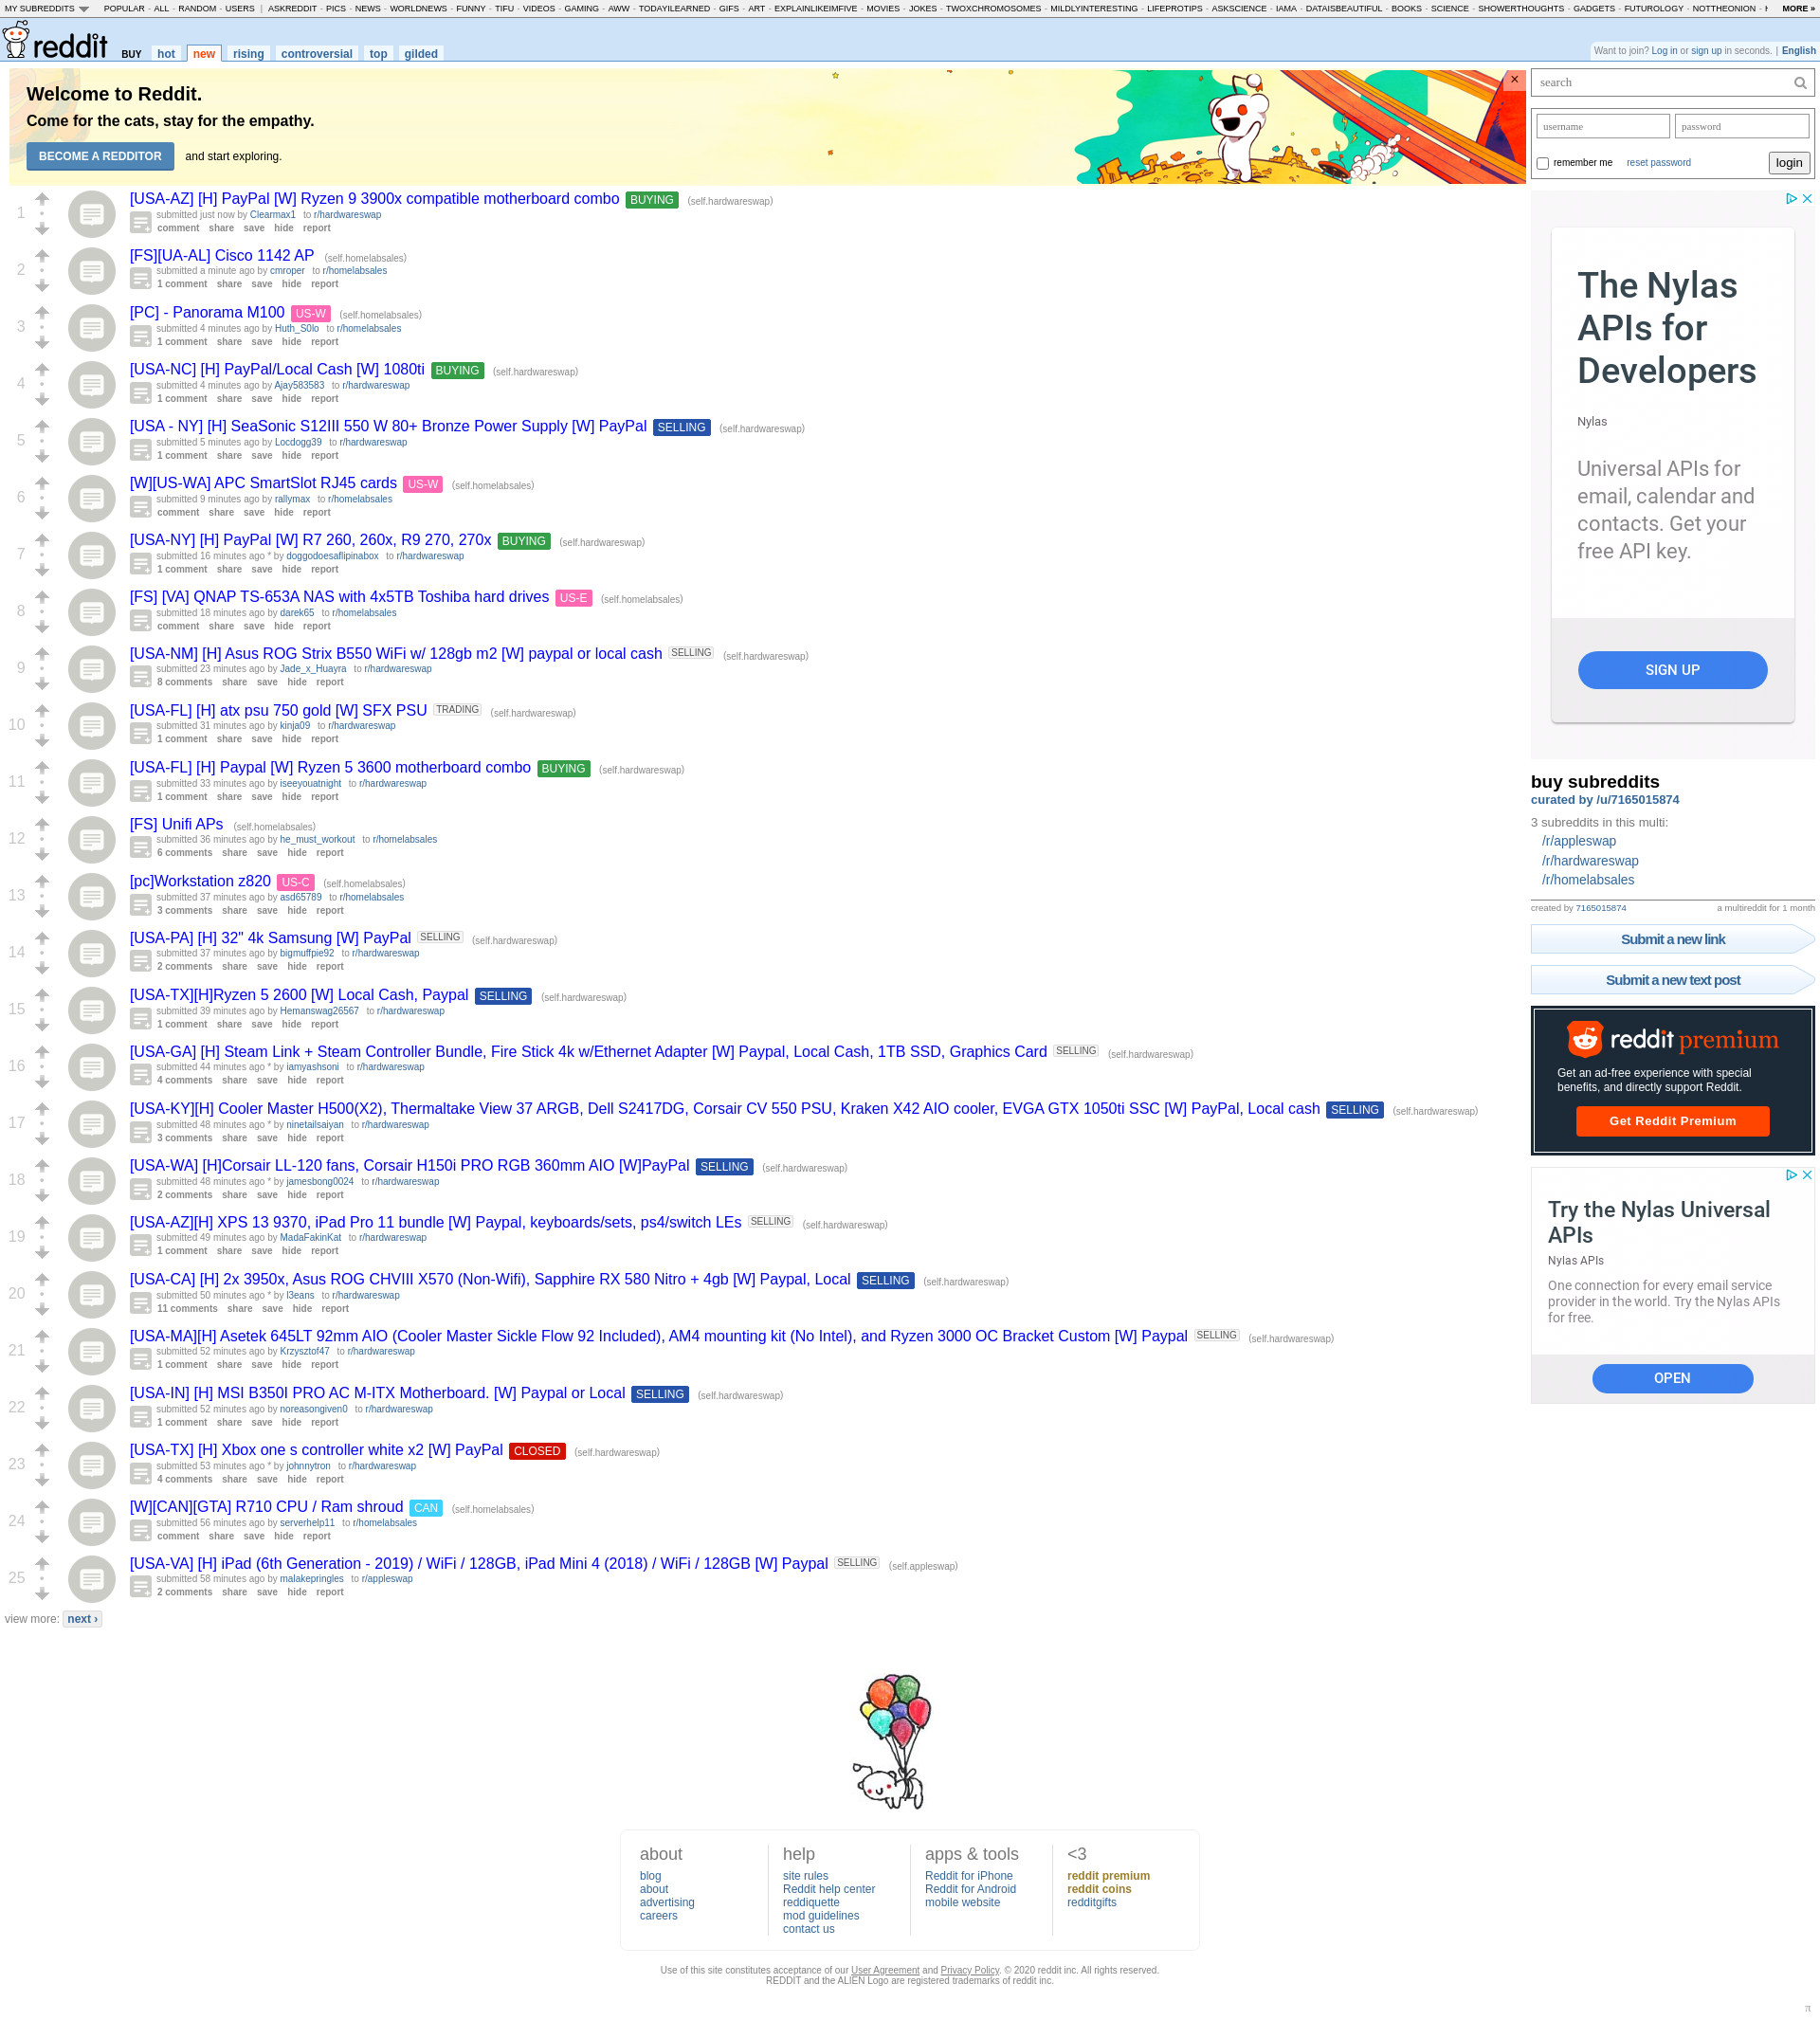 MY SUBREDDITS POPULAR - ALL - RANDOM - USERS | ASKREDDIT - PICS - NEWS - WORLDNEWS - FUNNY - TIFU - VIDEOS - GAMING - AWW - TODAYILEARNED - GIFS - ART - EXPLAINLIKEIMFIVE - MOVIES - JOKES - TWOXCHROMOSOMES - MILDLYINTERESTING - LIFEPROTIPS - ASKSCIENCE - IAMA - DATAISBEAUTIFUL - BOOKS - SCIENCE - SHOWERTHOUGHTS - GADGETS - FUTUROLOGY - NOTTHEONION - MORE »
reddit BUY hot new rising controversial top gilded
Want to join? Log in or sign up in seconds. | English
Welcome to Reddit.
Come for the cats, stay for the empathy.
BECOME A REDDITOR and start exploring.
1
[USA-AZ] [H] PayPal [W] Ryzen 9 3900x compatible motherboard combo BUYING (self.hardwareswap)
submitted just now by Clearmax1 to r/hardwareswap
comment share save hide report
2
[FS][UA-AL] Cisco 1142 AP (self.homelabsales)
submitted a minute ago by cmroper to r/homelabsales
1 comment share save hide report
3
[PC] - Panorama M100 US-W (self.homelabsales)
submitted 4 minutes ago by Huth_S0lo to r/homelabsales
1 comment share save hide report
4
[USA-NC] [H] PayPal/Local Cash [W] 1080ti BUYING (self.hardwareswap)
submitted 4 minutes ago by Ajay583583 to r/hardwareswap
1 comment share save hide report
5
[USA - NY] [H] SeaSonic S12III 550 W 80+ Bronze Power Supply [W] PayPal SELLING (self.hardwareswap)
submitted 5 minutes ago by Locdogg39 to r/hardwareswap
1 comment share save hide report
6
[W][US-WA] APC SmartSlot RJ45 cards US-W (self.homelabsales)
submitted 9 minutes ago by rallymax to r/homelabsales
comment share save hide report
7
[USA-NY] [H] PayPal [W] R7 260, 260x, R9 270, 270x BUYING (self.hardwareswap)
submitted 16 minutes ago * by doggodoesaflipinabox to r/hardwareswap
1 comment share save hide report
8
[FS] [VA] QNAP TS-653A NAS with 4x5TB Toshiba hard drives US-E (self.homelabsales)
submitted 18 minutes ago by darek65 to r/homelabsales
comment share save hide report
9
[USA-NM] [H] Asus ROG Strix B550 WiFi w/ 128gb m2 [W] paypal or local cash SELLING (self.hardwareswap)
submitted 23 minutes ago by Jade_x_Huayra to r/hardwareswap
8 comments share save hide report
10
[USA-FL] [H] atx psu 750 gold [W] SFX PSU TRADING (self.hardwareswap)
submitted 31 minutes ago by kinja09 to r/hardwareswap
1 comment share save hide report
11
[USA-FL] [H] Paypal [W] Ryzen 5 3600 motherboard combo BUYING (self.hardwareswap)
submitted 33 minutes ago by iseeyouatnight to r/hardwareswap
1 comment share save hide report
12
[FS] Unifi APs (self.homelabsales)
submitted 36 minutes ago by he_must_workout to r/homelabsales
6 comments share save hide report
13
[pc]Workstation z820 US-C (self.homelabsales)
submitted 37 minutes ago by asd65789 to r/homelabsales
3 comments share save hide report
14
[USA-PA] [H] 32" 4k Samsung [W] PayPal SELLING (self.hardwareswap)
submitted 37 minutes ago by bigmuffpie92 to r/hardwareswap
2 comments share save hide report
15
[USA-TX][H]Ryzen 5 2600 [W] Local Cash, Paypal SELLING (self.hardwareswap)
submitted 39 minutes ago by Hemanswag26567 to r/hardwareswap
1 comment share save hide report
16
[USA-GA] [H] Steam Link + Steam Controller Bundle, Fire Stick 4k w/Ethernet Adapter [W] Paypal, Local Cash, 1TB SSD, Graphics Card SELLING (self.hardwareswap)
submitted 44 minutes ago * by iamyashsoni to r/hardwareswap
4 comments share save hide report
17
[USA-KY][H] Cooler Master H500(X2), Thermaltake View 37 ARGB, Dell S2417DG, Corsair CV 550 PSU, Kraken X42 AIO cooler, EVGA GTX 1050ti SSC [W] PayPal, Local cash SELLING (self.hardwareswap)
submitted 48 minutes ago * by ninetailsaiyan to r/hardwareswap
3 comments share save hide report
18
[USA-WA] [H]Corsair LL-120 fans, Corsair H150i PRO RGB 360mm AIO [W]PayPal SELLING (self.hardwareswap)
submitted 48 minutes ago by jamesbong0024 to r/hardwareswap
2 comments share save hide report
19
[USA-AZ][H] XPS 13 9370, iPad Pro 11 bundle [W] Paypal, keyboards/sets, ps4/switch LEs SELLING (self.hardwareswap)
submitted 49 minutes ago by MadaFakinKat to r/hardwareswap
1 comment share save hide report
20
[USA-CA] [H] 2x 3950x, Asus ROG CHVIII X570 (Non-Wifi), Sapphire RX 580 Nitro + 4gb [W] Paypal, Local SELLING (self.hardwareswap)
submitted 50 minutes ago * by l3eans to r/hardwareswap
11 comments share save hide report
21
[USA-MA][H] Asetek 645LT 92mm AIO (Cooler Master Sickle Flow 92 Included), AM4 mounting kit (No Intel), and Ryzen 3000 OC Bracket Custom [W] Paypal SELLING (self.hardwareswap)
submitted 52 minutes ago by Krzysztof47 to r/hardwareswap
1 comment share save hide report
22
[USA-IN] [H] MSI B350I PRO AC M-ITX Motherboard. [W] Paypal or Local SELLING (self.hardwareswap)
submitted 52 minutes ago by noreasongiven0 to r/hardwareswap
1 comment share save hide report
23
[USA-TX] [H] Xbox one s controller white x2 [W] PayPal CLOSED (self.hardwareswap)
submitted 53 minutes ago * by johnnytron to r/hardwareswap
4 comments share save hide report
24
[W][CAN][GTA] R710 CPU / Ram shroud CAN (self.homelabsales)
submitted 56 minutes ago by serverhelp11 to r/homelabsales
comment share save hide report
25
[USA-VA] [H] iPad (6th Generation - 2019) / WiFi / 128GB, iPad Mini 4 (2018) / WiFi / 128GB [W] Paypal SELLING (self.appleswap)
submitted 58 minutes ago by malakepringles to r/appleswap
2 comments share save hide report
view more: next ›
search
username password
remember me reset password login
The Nylas
APIs for
Developers
Nylas
Universal APIs for
email, calendar and
contacts. Get your
free API key.
SIGN UP
buy subreddits
curated by /u/7165015874
3 subreddits in this multi:
/r/appleswap
/r/hardwareswap
/r/homelabsales
created by 7165015874 a multireddit for 1 month
Submit a new link
Submit a new text post
reddit premium
Get an ad-free experience with special
benefits, and directly support Reddit.
Get Reddit Premium
Try the Nylas Universal
APIs
Nylas APIs
One connection for every email service
provider in the world. Try the Nylas APIs
for free.
OPEN
about
blog
about
advertising
careers
help
site rules
Reddit help center
reddiquette
mod guidelines
contact us
apps & tools
Reddit for iPhone
Reddit for Android
mobile website
<3
reddit premium
reddit coins
redditgifts
Use of this site constitutes acceptance of our User Agreement and Privacy Policy. © 2020 reddit inc. All rights reserved.
REDDIT and the ALIEN Logo are registered trademarks of reddit inc.
π